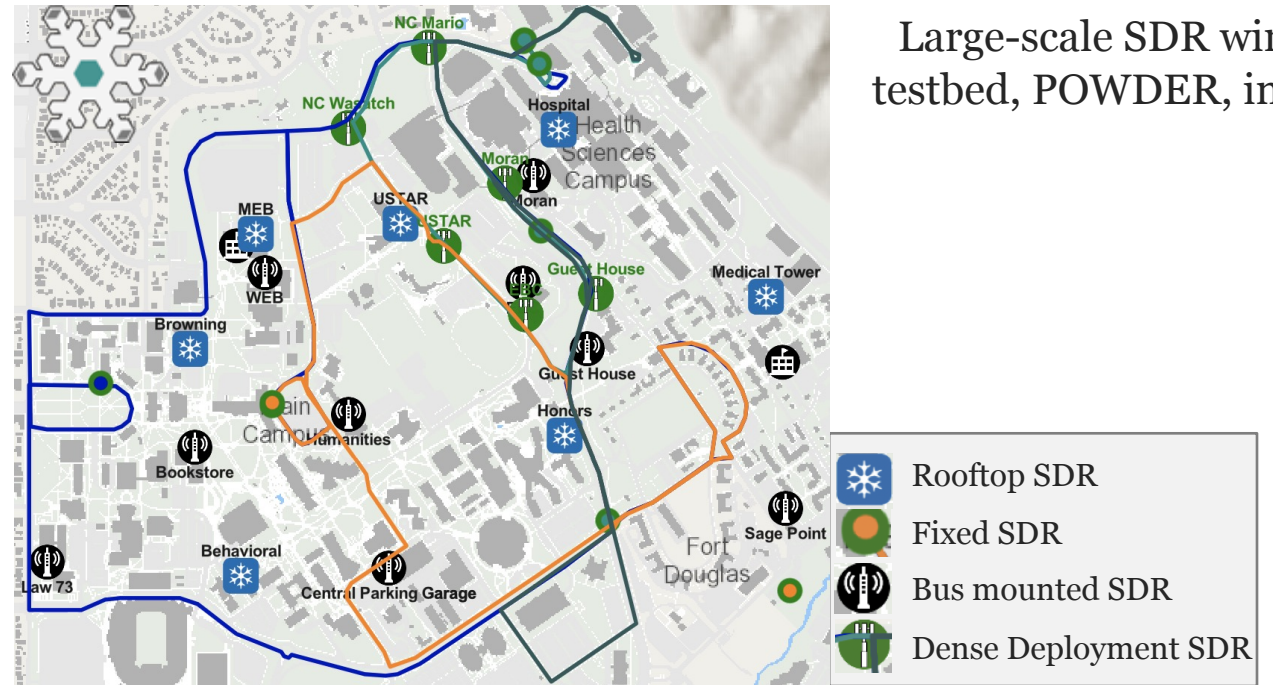 Large-scale SDR wir
testbed, POWDER, in
NC Mario
NC Wasatch
Hospital
Health
Sciences
Campus
Moran
Moran
MEB
USTAR
USTAR
WEB
Guest House
EBC
Medical Tower
Browning
Guest House
Main
Campus
Humanities
Honors
Bookstore
Sage Point
Fort
Douglas
Behavioral
Law 73
Central Parking Garage
Rooftop SDR
Fixed SDR
Bus mounted SDR
Dense Deployment SDR